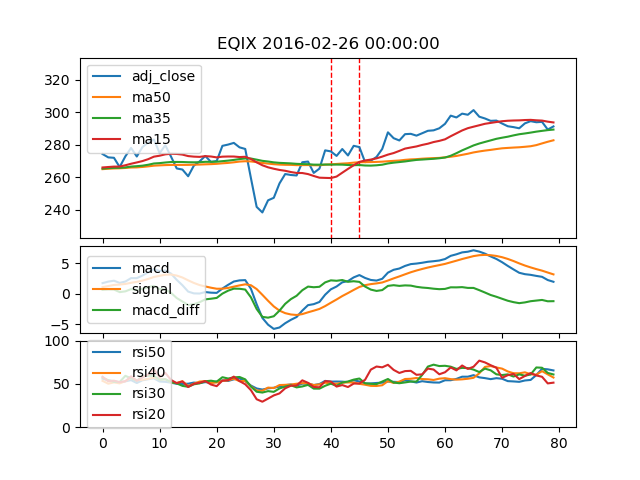 EQIX 2016-02-26 00:00:00
320
300
280
260
240
adj_close
ma50
ma35
ma15
5
0
−5
macd
signal
macd_diff
100
50
0
rsi50
rsi40
rsi30
rsi20
0 10 20 30 40 50 60 70 80